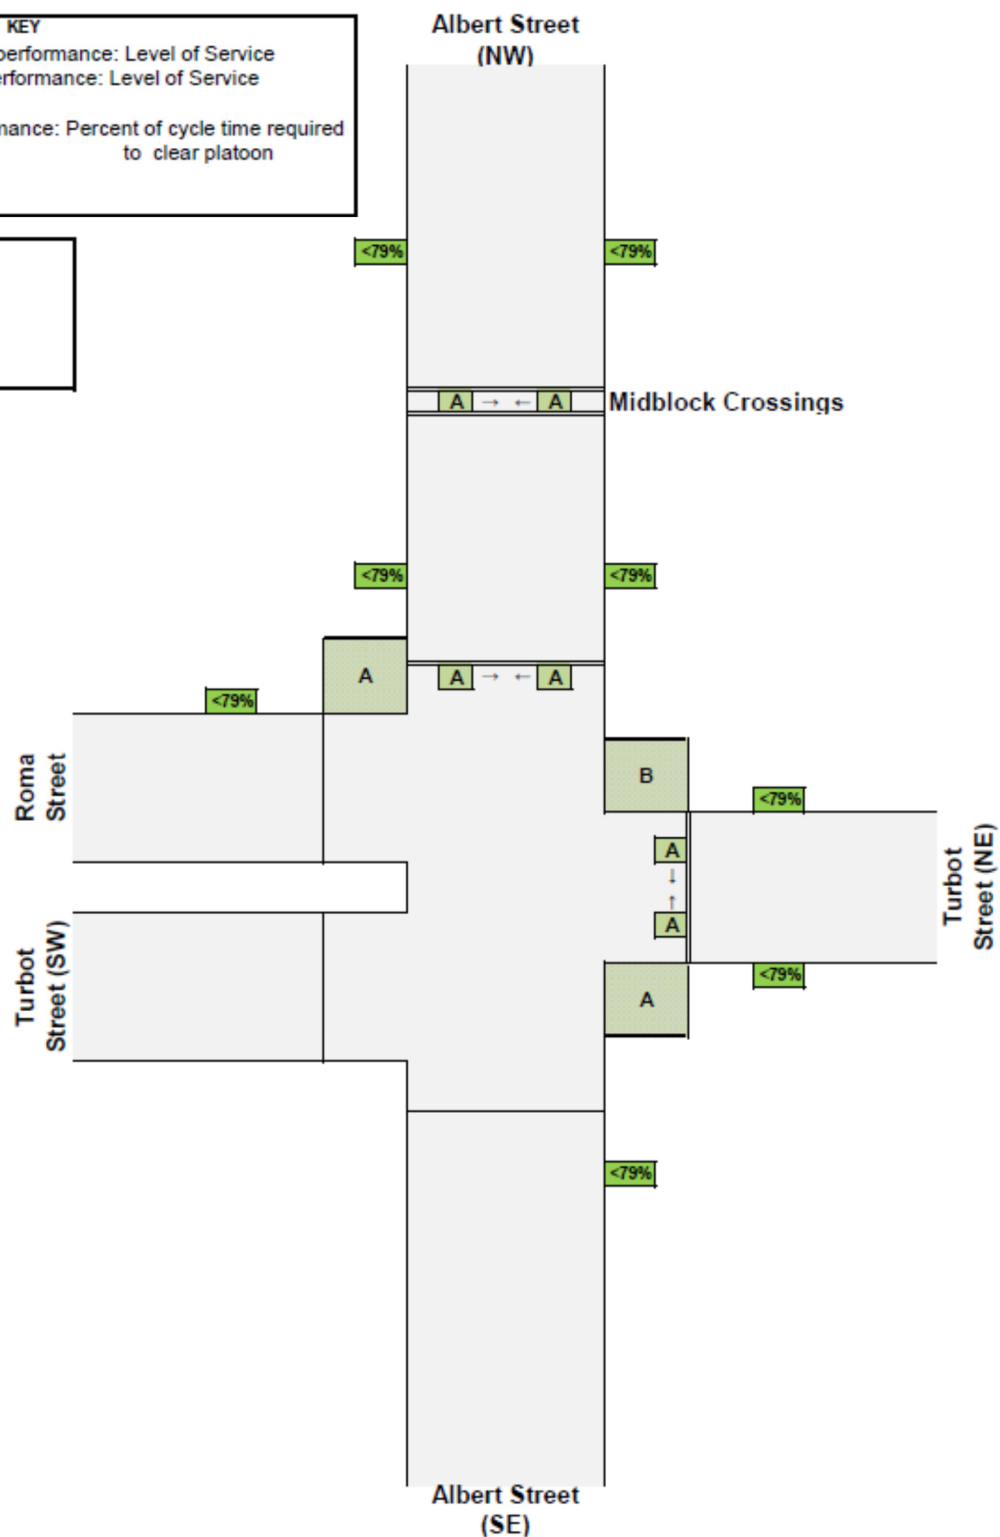 KEY
performance: Level of Service
erformance: Level of Service
mance: Percent of cycle time required
to clear platoon
Albert Street
(NW)
<79%
<79%
A → ← A
Midblock Crossings
<79%
<79%
A
A → ← A
<79%
Roma
Street
B
<79%
A
↓
↑
A
Turbot
Street (NE)
Turbot
Street (SW)
<79%
A
<79%
Albert Street
(SE)